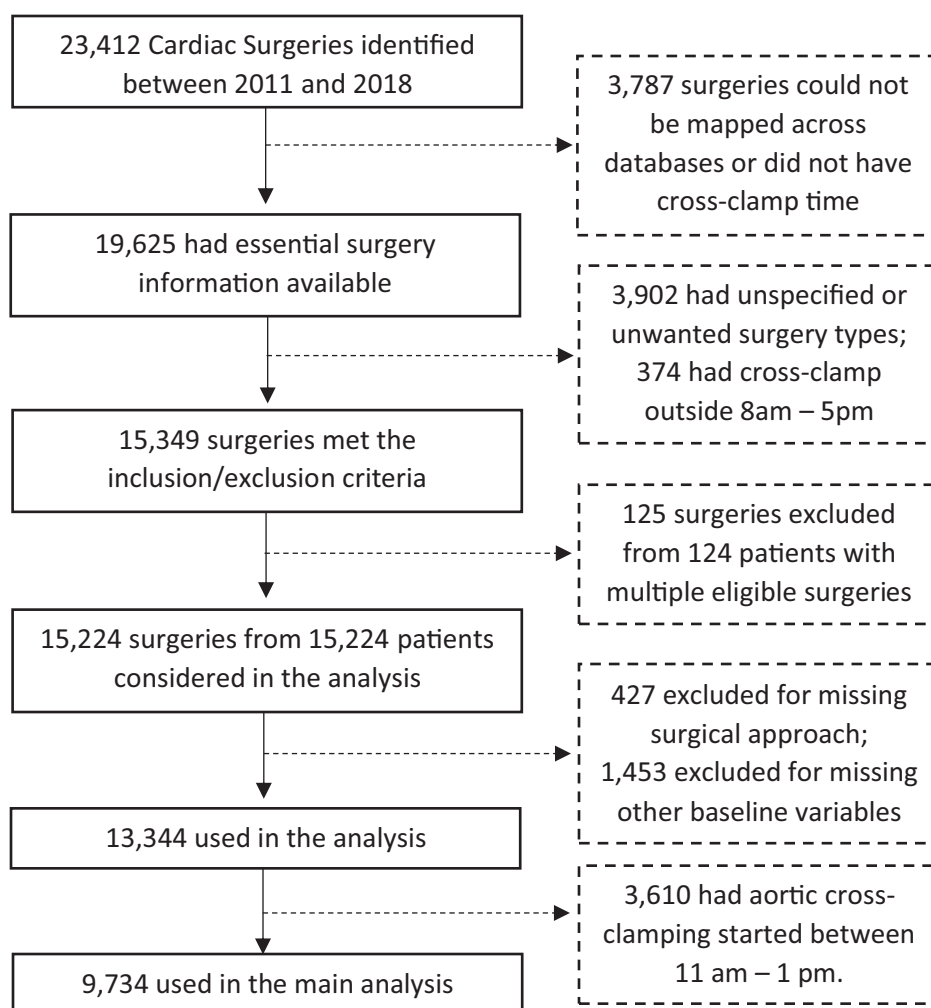 23,412 Cardiac Surgeries identified
between 2011 and 2018
3,787 surgeries could not
be mapped across
databases or did not have
cross-clamp time
19,625 had essential surgery
information available
3,902 had unspecified or
unwanted surgery types;
374 had cross-clamp
outside 8am – 5pm
15,349 surgeries met the
inclusion/exclusion criteria
125 surgeries excluded
from 124 patients with
multiple eligible surgeries
15,224 surgeries from 15,224 patients
considered in the analysis
427 excluded for missing
surgical approach;
1,453 excluded for missing
other baseline variables
13,344 used in the analysis
3,610 had aortic cross-
clamping started between
11 am – 1 pm.
9,734 used in the main analysis